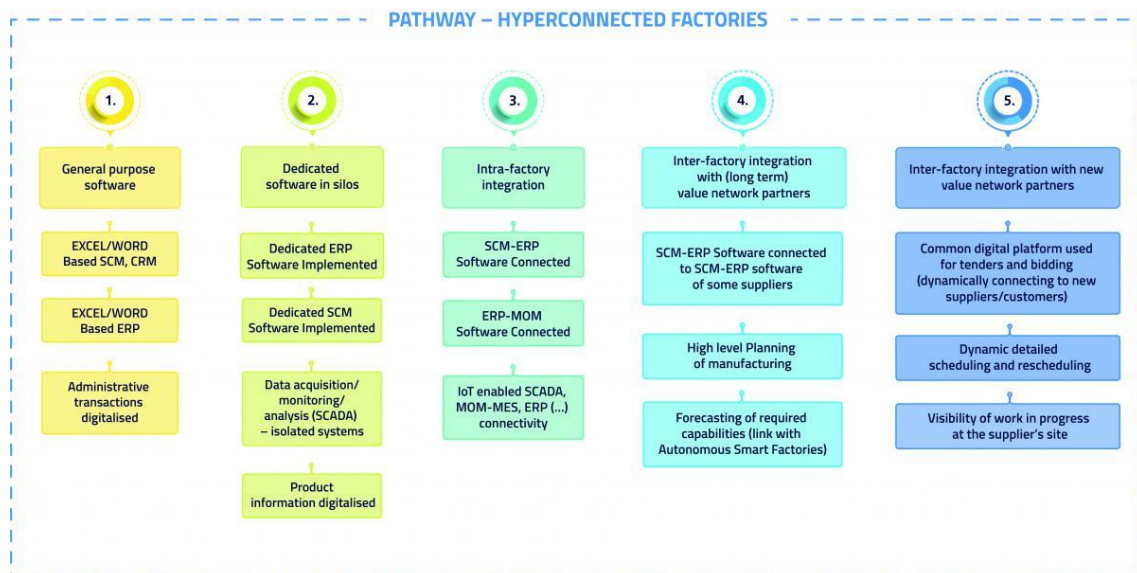 PATHWAY – HYPERCONNECTED FACTORIES
1.
General purpose
software
EXCEL/WORD
Based SCM, CRM
EXCEL/WORD
Based ERP
Administrative
transactions
digitalised
2.
Dedicated
software in silos
Dedicated ERP
Software Implemented
Dedicated SCM
Software Implemented
Data acquisition/
monitoring/
analysis (SCADA)
– isolated systems
Product
information digitalised
3.
Intra-factory
integration
SCM-ERP
Software Connected
ERP-MOM
Software Connected
IoT enabled SCADA,
MOM-MES, ERP (...)
connectivity
4.
Inter-factory integration
with (long term)
value network partners
SCM-ERP Software connected
to SCM-ERP software
of some suppliers
High level Planning
of manufacturing
Forecasting of required
capabilities (link with
Autonomous Smart Factories)
5.
Inter-factory integration with new
value network partners
Common digital platform used
for tenders and bidding
(dynamically connecting to new
suppliers/customers)
Dynamic detailed
scheduling and rescheduling
Visibility of work in progress
at the supplier's site